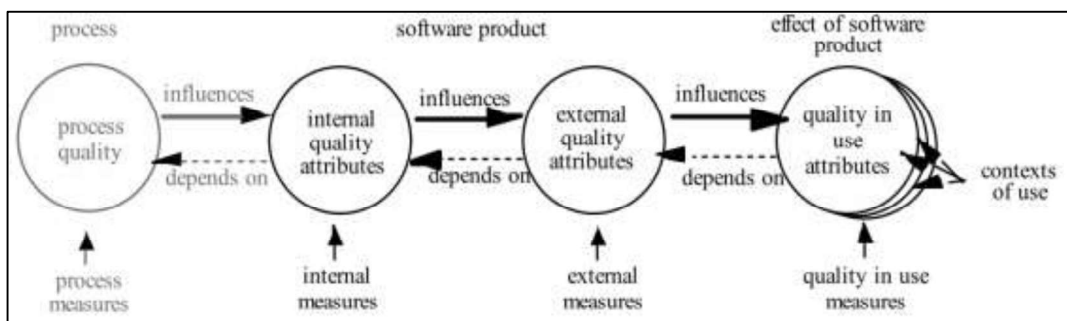 process
software product
effect of software
product
influences
influences
influences
process
quality
internal
quality
attributes
external
quality
attributes
quality in
use
attributes
depends on
depends on
depends on
contexts
of use
process
measures
internal
measures
external
measures
quality in use
measures